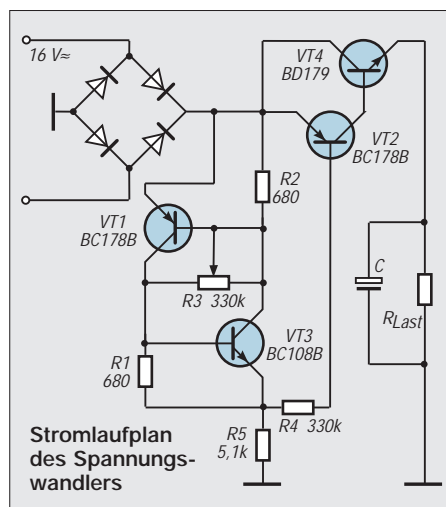 16 V≈
VT4
BD179
VT2
BC178B
R2
680
VT1
BC178B
R3 330k
C
R Last
VT3
BC108B
R1
680
R4 330k
R5
5,1k
Stromlaufplan
des Spannungs-
wandlers